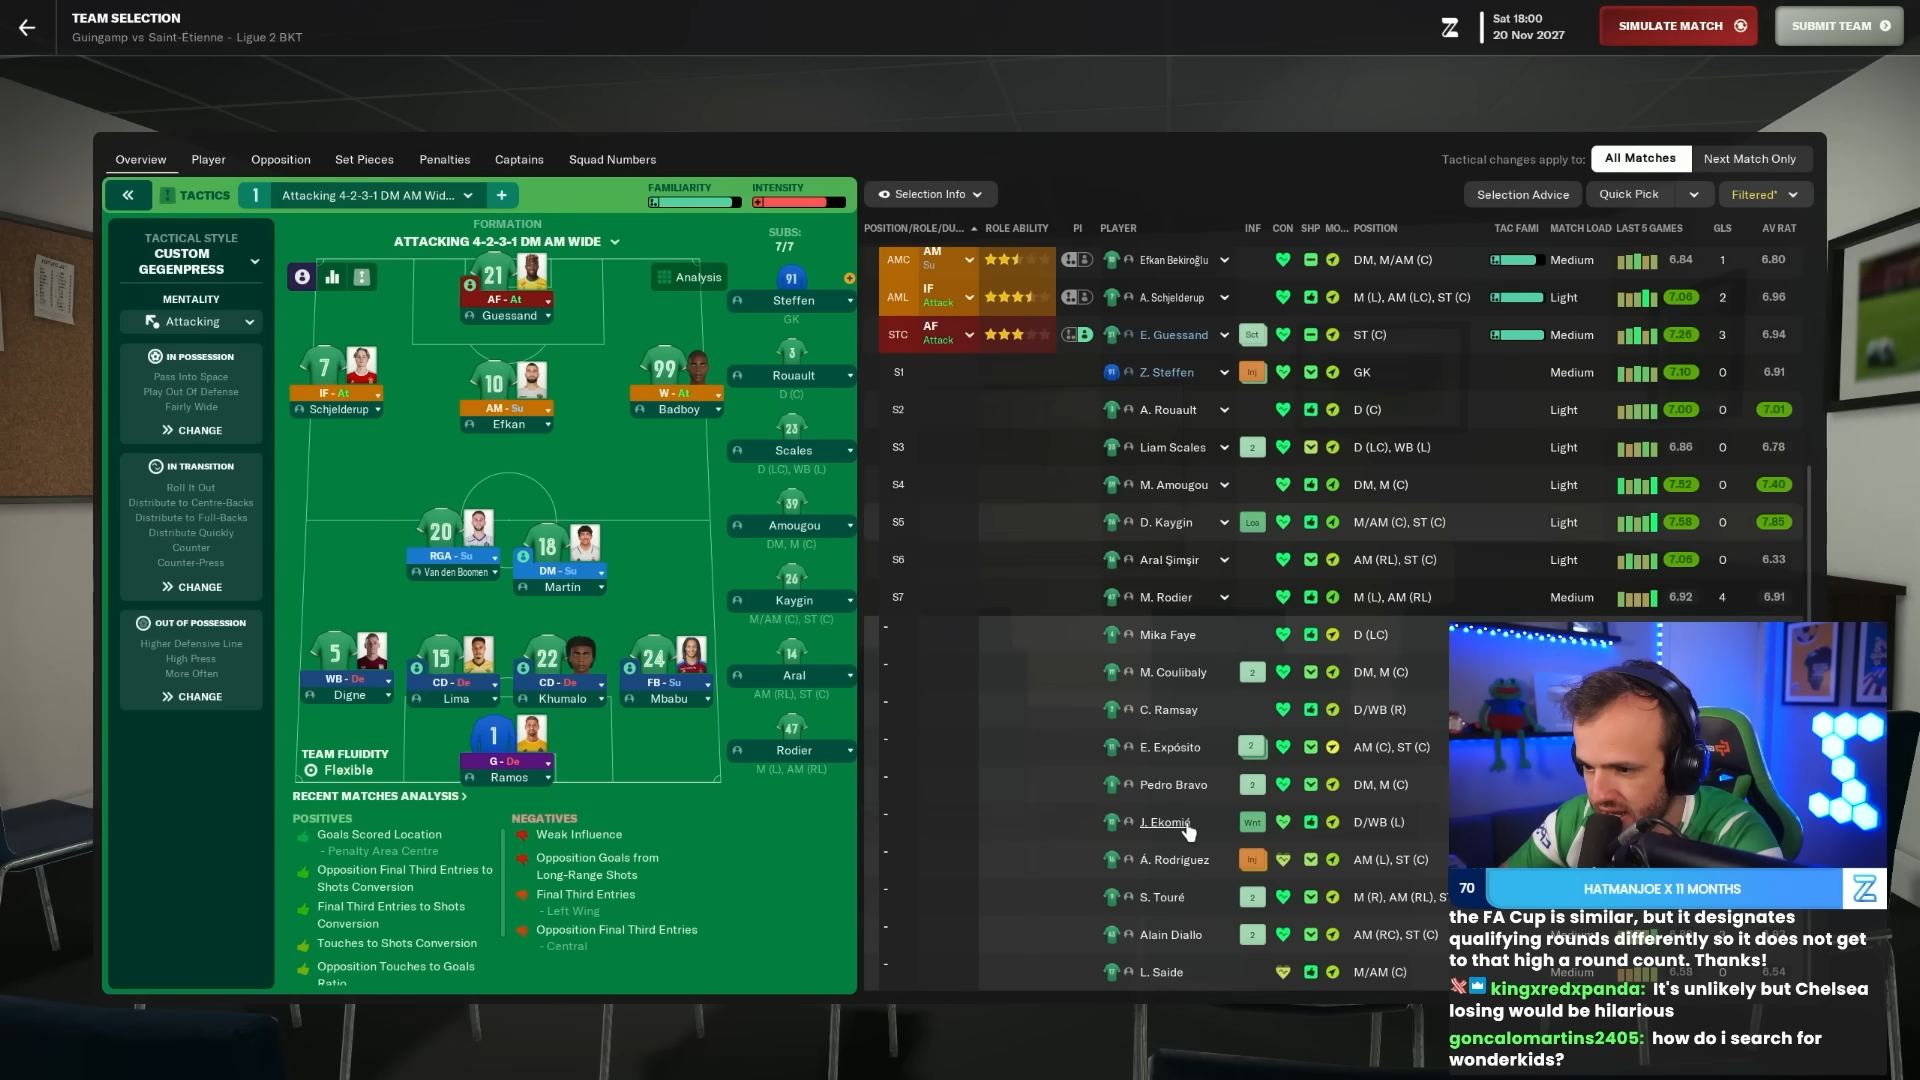 TEAM SELECTION
Guingamp vs Saint-Étienne - Ligue 2 BKT
Sat 18:00
20 Nov 2027
SIMULATE MATCH
SUBMIT TEAM
Overview Player Opposition Set Pieces Penalties Captains Squad Numbers
Tactical changes apply to: All Matches Next Match Only
TACTICS 1 Attacking 4-2-3-1 DM AM Wid... +
FAMILIARITY INTENSITY
Selection Info Selection Advice Quick Pick Filtered*
TACTICAL STYLE
CUSTOM
GEGENPRESS
MENTALITY
Attacking
IN POSSESSION
Pass Into Space
Play Out Of Defense
Fairly Wide
CHANGE
IN TRANSITION
Roll It Out
Distribute to Centre-Backs
Distribute to Full-Backs
Distribute Quickly
Counter
Counter-Press
CHANGE
OUT OF POSSESSION
Higher Defensive Line
High Press
More Often
CHANGE
FORMATION
ATTACKING 4-2-3-1 DM AM WIDE
Analysis
21
AF - At
Guessand
7
IF - At
Schjelderup
10
AM - Su
Efkan
99
W - At
Badboy
20
RGA - Su
Van den Boomen
18
DM - Su
Martín
5
WB - De
Digne
15
CD - De
Lima
22
CD - De
Khumalo
24
FB - Su
Mbabu
1
G - De
Ramos
TEAM FLUIDITY
Flexible
SUBS:
7/7
91
Steffen
GK
3
Rouault
D (C)
23
Scales
D (LC), WB (L)
39
Amougou
DM, M (C)
26
Kaygin
M/AM (C), ST (C)
14
Aral
AM (RL), ST (C)
47
Rodier
M (L), AM (RL)
RECENT MATCHES ANALYSIS >
POSITIVES
Goals Scored Location
- Penalty Area Centre
Opposition Final Third Entries to
Shots Conversion
Final Third Entries to Shots
Conversion
Touches to Shots Conversion
Opposition Touches to Goals
Ratio
NEGATIVES
Weak Influence
Opposition Goals from
Long-Range Shots
Final Third Entries
- Left Wing
Opposition Final Third Entries
- Central
POSITION/ROLE/DU... ROLE ABILITY PI PLAYER INF CON SHP MO... POSITION TAC FAMI MATCH LOAD LAST 5 GAMES GLS AV RAT
AMC AM Su Efkan Bekiroğlu DM, M/AM (C) Medium 6.84 1 6.80
AML IF Attack A. Schjelderup M (L), AM (LC), ST (C) Light 7.06 2 6.96
STC AF Attack E. Guessand Sct ST (C) Medium 7.26 3 6.94
S1 91 Z. Steffen Inj GK Medium 7.10 0 6.91
S2 A. Rouault D (C) Light 7.00 0 7.01
S3 Liam Scales 2 D (LC), WB (L) Light 6.86 0 6.78
S4 M. Amougou DM, M (C) Light 7.52 0 7.40
S5 D. Kaygin Loa M/AM (C), ST (C) Light 7.58 0 7.85
S6 Aral Şimşir AM (RL), ST (C) Light 7.06 0 6.33
S7 M. Rodier M (L), AM (RL) Medium 6.92 4 6.91
- Mika Faye D (LC)
- M. Coulibaly 2 DM, M (C)
- C. Ramsay D/WB (R)
- E. Expósito 2 AM (C), ST (C)
- Pedro Bravo 2 DM, M (C)
- J. Ekomié Wnt D/WB (L)
- Á. Rodríguez Inj AM (L), ST (C)
- S. Touré 2 M (R), AM (RL), S
- Alain Diallo 2 AM (RC), ST (C)
- L. Saide M/AM (C) Medium 6.58 0 6.54
70 HATMANJOE X 11 MONTHS
the FA Cup is similar, but it designates
qualifying rounds differently so it does not get
to that high a round count. Thanks!
kingxredxpanda: It's unlikely but Chelsea
losing would be hilarious
goncalomartins2405: how do i search for
wonderkids?